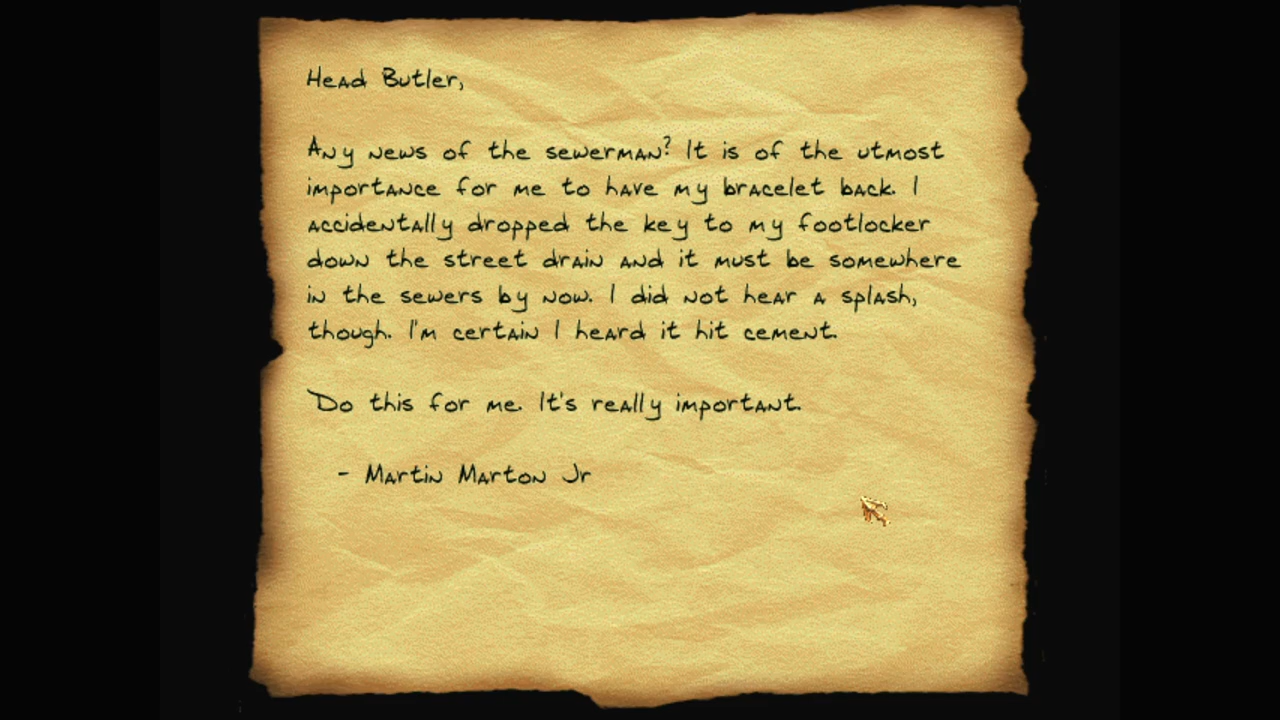 Head Butler,
Any news of the sewerman? It is of the utmost
importance for me to have my bracelet back. I
accidentally dropped the key to my footlocker
down the street drain and it must be somewhere
in the sewers by now. I did not hear a splash,
though. I'm certain I heard it hit cement.
Do this for me. It's really important.
- Martin Marton Jr